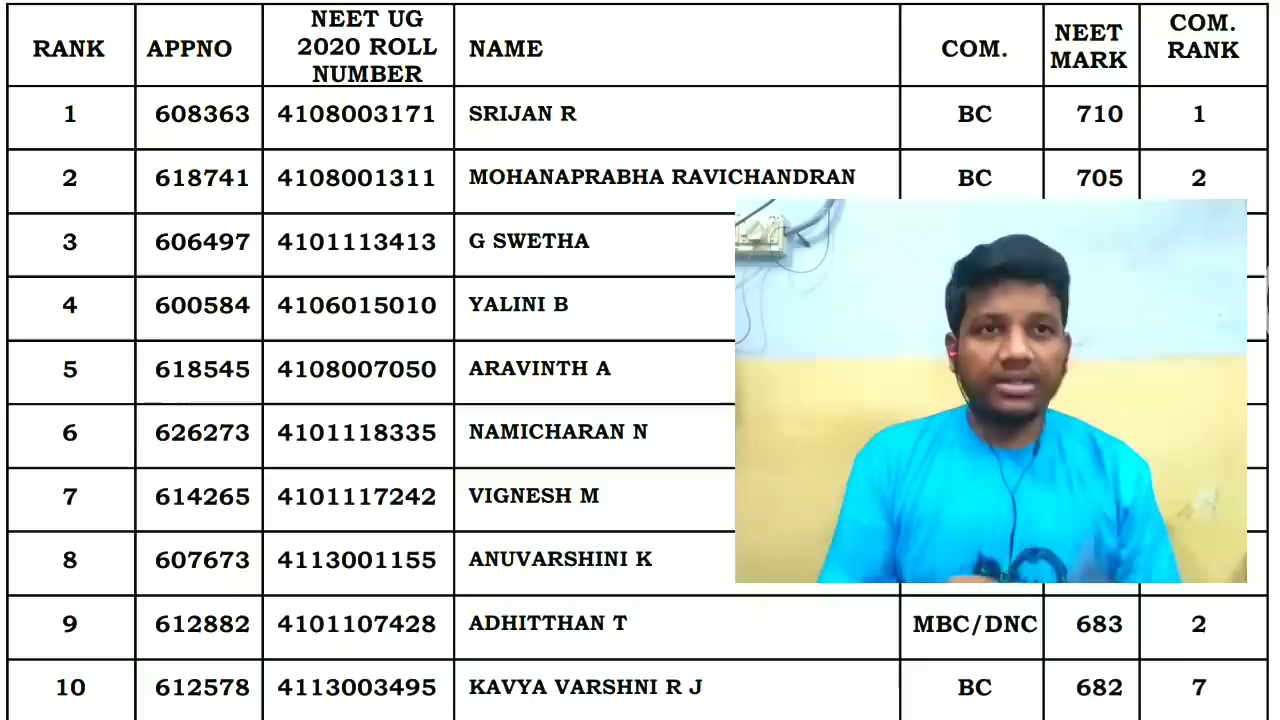 RANK APPNO NEET UG 2020 ROLL NUMBER NAME COM. NEET MARK COM. RANK
1 608363 4108003171 SRIJAN R BC 710 1
2 618741 4108001311 MOHANAPRABHA RAVICHANDRAN BC 705 2
3 606497 4101113413 G SWETHA
4 600584 4106015010 YALINI B
5 618545 4108007050 ARAVINTH A
6 626273 4101118335 NAMICHARAN N
7 614265 4101117242 VIGNESH M
8 607673 4113001155 ANUVARSHINI K
9 612882 4101107428 ADHITTHAN T MBC/DNC 683 2
10 612578 4113003495 KAVYA VARSHNI R J BC 682 7